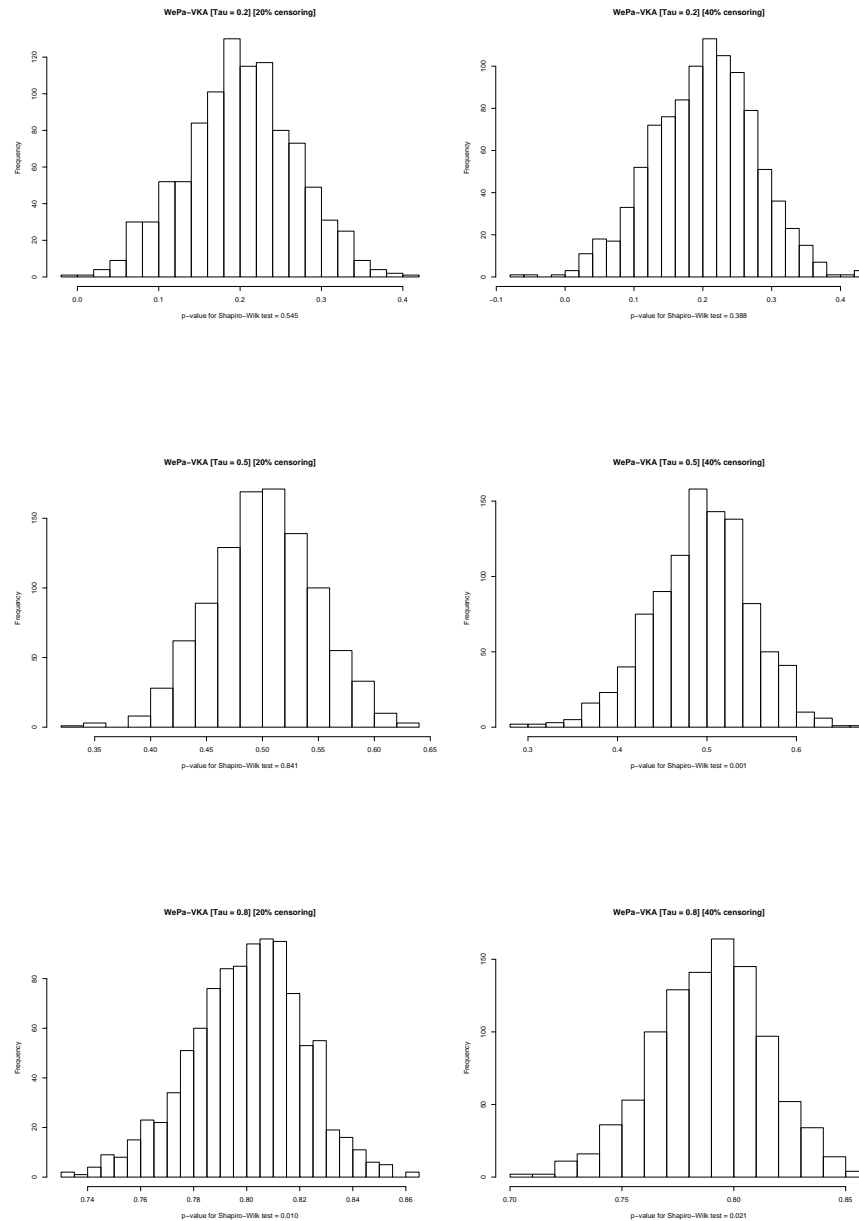 WePa−VKA [Tau = 0.2] [20% censoring]
Frequency
0 20 40 60 80 100 120
0.0 0.1 0.2 0.3 0.4
p−value for Shapiro−Wilk test = 0.545
WePa−VKA [Tau = 0.2] [40% censoring]
Frequency
0 20 40 60 80 100
−0.1 0.0 0.1 0.2 0.3 0.4
p−value for Shapiro−Wilk test = 0.388
WePa−VKA [Tau = 0.5] [20% censoring]
Frequency
0 50 100 150
0.35 0.40 0.45 0.50 0.55 0.60 0.65
p−value for Shapiro−Wilk test = 0.841
WePa−VKA [Tau = 0.5] [40% censoring]
Frequency
0 50 100 150
0.3 0.4 0.5 0.6
p−value for Shapiro−Wilk test = 0.001
WePa−VKA [Tau = 0.8] [20% censoring]
Frequency
0 20 40 60 80
0.74 0.76 0.78 0.80 0.82 0.84 0.86
p−value for Shapiro−Wilk test = 0.010
WePa−VKA [Tau = 0.8] [40% censoring]
Frequency
0 50 100 150
0.70 0.75 0.80 0.85
p−value for Shapiro−Wilk test = 0.021